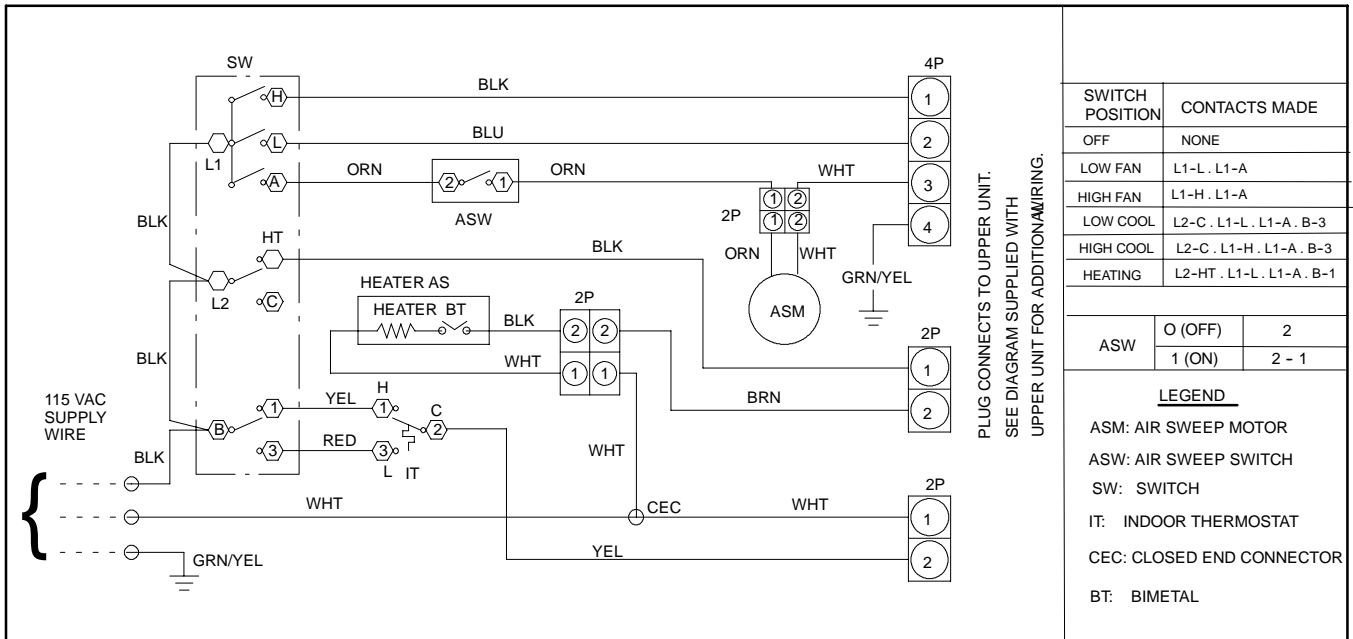 SW
BLK
4P
H
1
BLU
L
2
L1
ORN
ORN
WHT
A
2
1
3
ASW
2P
1 2
1 2
4
BLK
HT
BLK
ORN
WHT
GRN/YEL
L2
C
HEATER AS
2P
ASM
HEATER BT
BLK
2 2
2P
WHT
1 1
1
BLK
H
BRN
2
115 VAC
SUPPLY
WIRE
1
YEL
1
C
B
2
3
RED
3
L
IT
WHT
BLK
2P
{
WHT
CEC
WHT
1
GRN/YEL
YEL
2
PLUG CONNECTS TO UPPER UNIT.
SEE DIAGRAM SUPPLIED WITH
UPPER UNIT FOR ADDITIONAL WIRING.
SWITCH
POSITION
CONTACTS MADE
OFF NONE
LOW FAN L1-L . L1-A
HIGH FAN L1-H . L1-A
LOW COOL L2-C . L1-L . L1-A . B-3
HIGH COOL L2-C . L1-H . L1-A . B-3
HEATING L2-HT . L1-L . L1-A . B-1
ASW
O (OFF) 2
1 (ON) 2 - 1
LEGEND
ASM: AIR SWEEP MOTOR
ASW: AIR SWEEP SWITCH
SW: SWITCH
IT: INDOOR THERMOSTAT
CEC: CLOSED END CONNECTOR
BT: BIMETAL